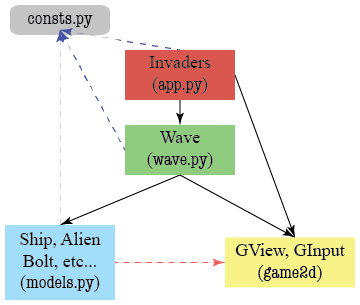 consts.py
Invaders
(app.py)
Wave
(wave.py)
Ship, Alien
Bolt, etc...
(models.py)
GView, GInput
(game2d)